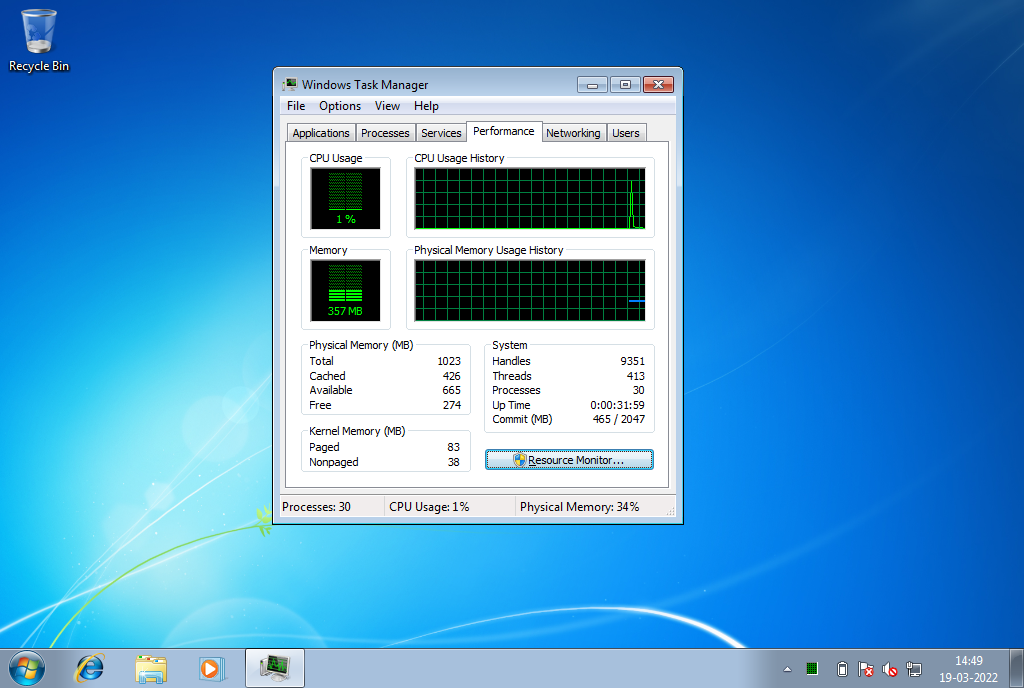 Recycle Bin
Windows Task Manager
File Options View Help
Applications Processes Services Performance Networking Users
CPU Usage
1 %
CPU Usage History
Memory
357 MB
Physical Memory Usage History
Physical Memory (MB)
Total 1023
Cached 426
Available 665
Free 274
Kernel Memory (MB)
Paged 83
Nonpaged 38
System
Handles 9351
Threads 413
Processes 30
Up Time 0:00:31:59
Commit (MB) 465 / 2047
Resource Monitor...
Processes: 30 CPU Usage: 1% Physical Memory: 34%
14:49
19-03-2022